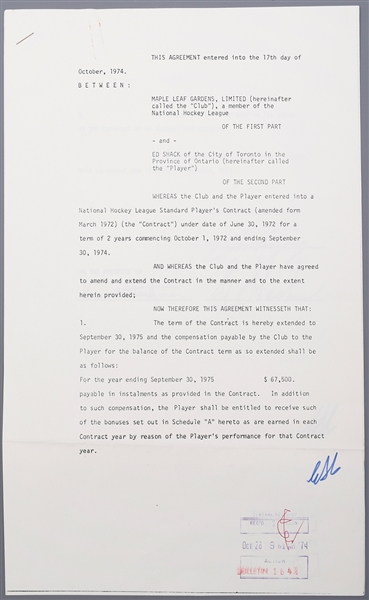 THIS AGREEMENT entered into the 17th day of
October, 1974.
B E T W E E N :
MAPLE LEAF GARDENS, LIMITED (hereinafter
called the "Club"), a member of the
National Hockey League
OF THE FIRST PART
- and -
ED SHACK of the City of Toronto in the
Province of Ontario (hereinafter called
the "Player")
OF THE SECOND PART
WHEREAS the Club and the Player entered into a
National Hockey League Standard Player's Contract (amended form
March 1972) (the "Contract") under date of June 30, 1972 for a
term of 2 years commencing October 1, 1972 and ending September
30, 1974.
AND WHEREAS the Club and the Player have agreed
to amend and extend the Contract in the manner and to the extent
herein provided;
NOW THEREFORE THIS AGREEMENT WITNESSETH THAT:
1. The term of the Contract is hereby extended to
September 30, 1975 and the compensation payable by the Club to the
Player for the balance of the Contract term as so extended shall be
as follows:
For the year ending September 30, 1975 $ 67,500.
payable in instalments as provided in the Contract. In addition
to such compensation, the Player shall be entitled to receive such
of the bonuses set out in Schedule "A" hereto as are earned in each
Contract year by reason of the Player's performance for that Contract
year.
BULLETIN